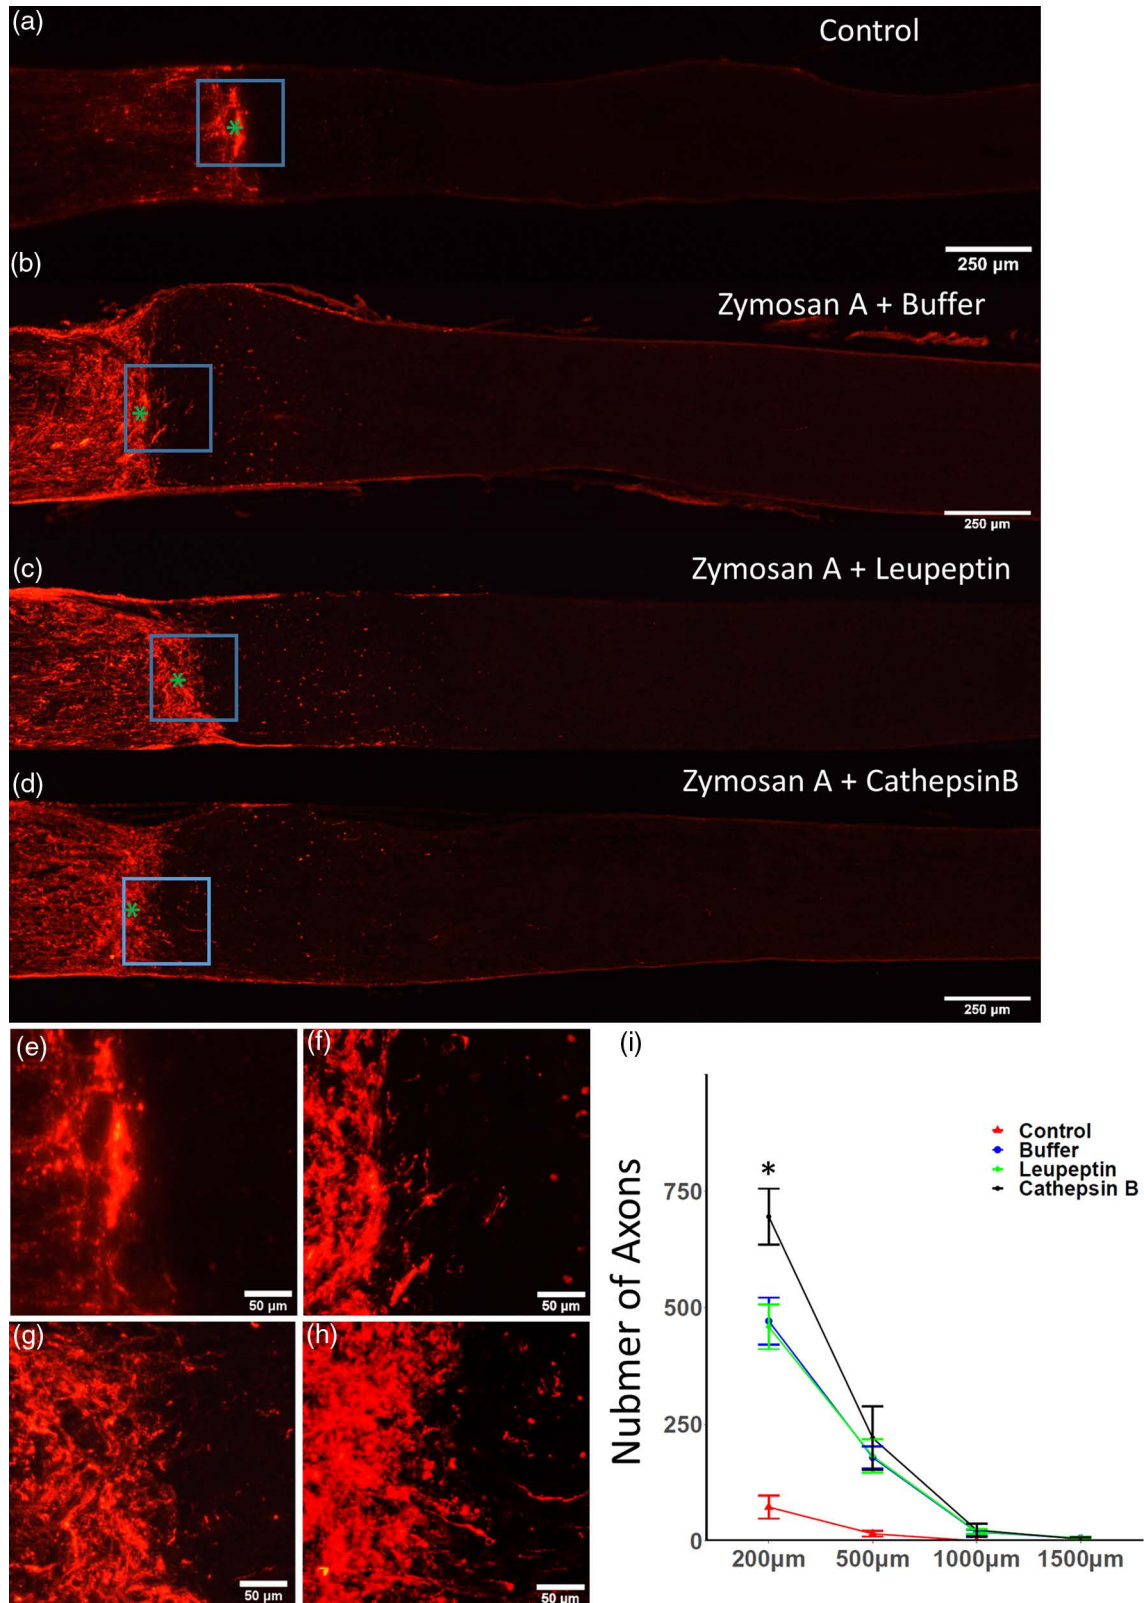 (a)
Control
*
250 µm
(b)
Zymosan A + Buffer
*
250 µm
(c)
Zymosan A + Leupeptin
*
(d)
Zymosan A + CathepsinB
*
250 µm
(e)
50 µm
(f)
50 µm
(g)
50 µm
(h)
50 µm
(i)
Nubmer of Axons
750
500
250
0
*
Control
Buffer
Leupeptin
Cathepsin B
200µm 500µm 1000µm 1500µm